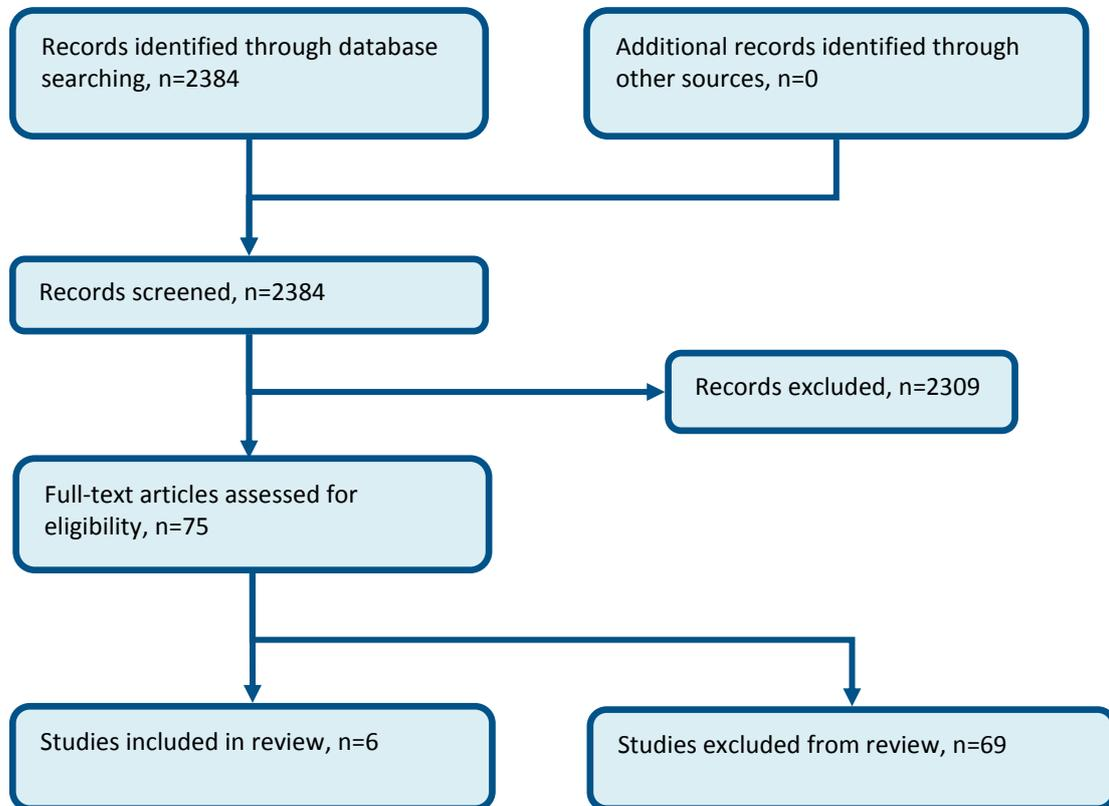 Records identified through database
searching, n=2384
Additional records identified through
other sources, n=0
Records screened, n=2384
Records excluded, n=2309
Full-text articles assessed for
eligibility, n=75
Studies included in review, n=6
Studies excluded from review, n=69